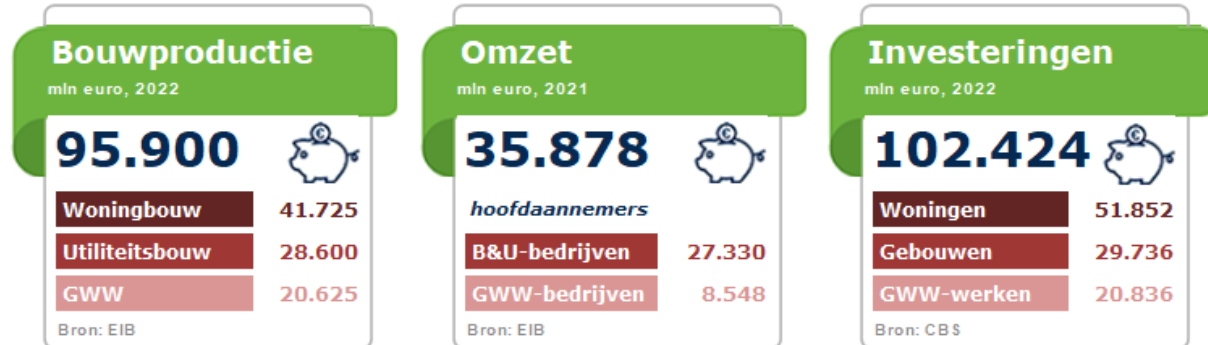 Bouwproductie
mln euro, 2022
95.900
€
Woningbouw 41.725
Utiliteitsbouw 28.600
GWW 20.625
Bron: EIB
Omzet
mln euro, 2021
35.878
€
hoofdaannemers
B&U-bedrijven 27.330
GWW-bedrijven 8.548
Bron: EIB
Investeringen
mln euro, 2022
102.424
€
Woningen 51.852
Gebouwen 29.736
GWW-werken 20.836
Bron: CBS